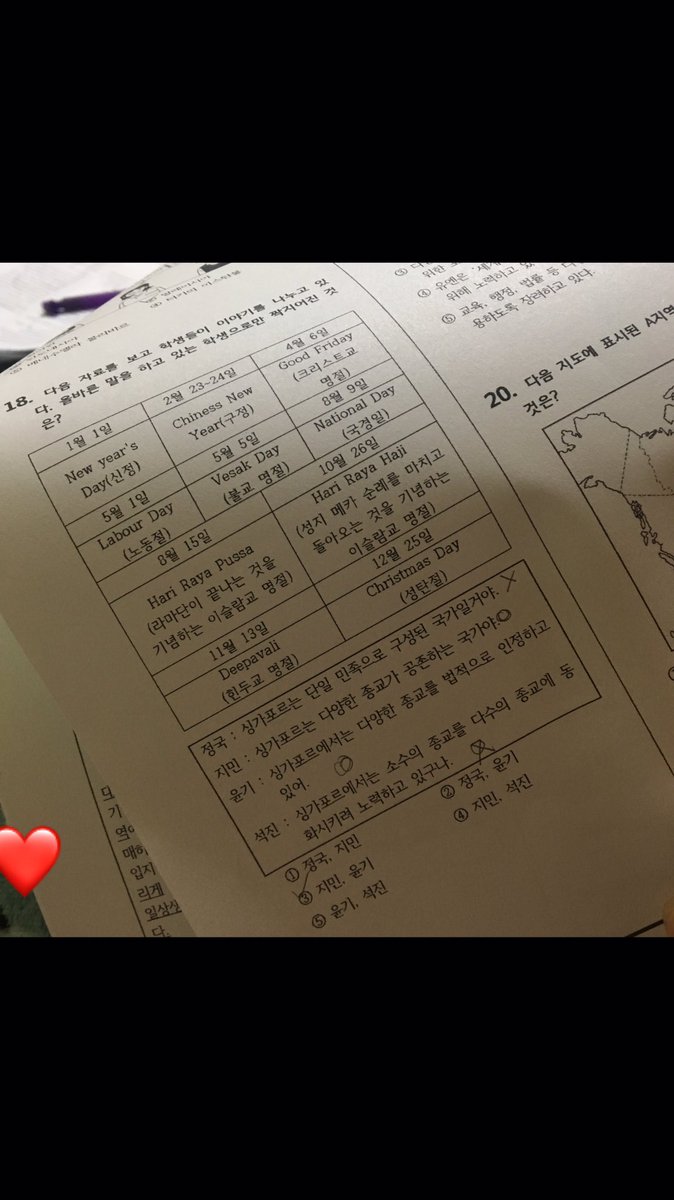 18. 다음 자료를 보고 학생들이 이야기를 나누고 있
다. 올바른 말을 하고 있는 학생으로만 짝지어진 것
은?
1월 1일
New year's
Day(신정)
2월 23-24일
Chiness New
Year(구정)
4월 6일
Good Friday
(크리스트교
명절)
5월 1일
Labour Day
(노동절)
5월 5일
Vesak Day
(불교 명절)
8월 9일
National Day
(국경일)
8월 15일
Hari Raya Pussa
(라마단이 끝나는 것을
기념하는 이슬람교 명절)
10월 26일
Hari Raya Haji
(성지 메카 순례를 마치고
돌아오는 것을 기념하는
이슬람교 명절)
11월 13일
Deepavali
(힌두교 명절)
12월 25일
Christmas Day
(성탄절)
정국 : 싱가포르는 단일 민족으로 구성된 국가일거야.
지민 : 싱가포르는 다양한 종교가 공존하는 국가야.
윤기 : 싱가포르에서는 다양한 종교를 법적으로 인정하고
있어.
석진 : 싱가포르에서는 소수의 종교를 다수의 종교에 동
화시키려 노력하고 있구나.
① 정국, 지민
② 정국, 윤기
③ 지민, 윤기
④ 지민, 석진
⑤ 윤기, 석진
④ 유엔은 '세계
위해 노력하고 있
⑤ 교육, 행정, 법률 등 다
용하도록 장려하고 있다.
20. 다음 지도에 표시된 A지역
것은?
입지
리게
일상생
다.